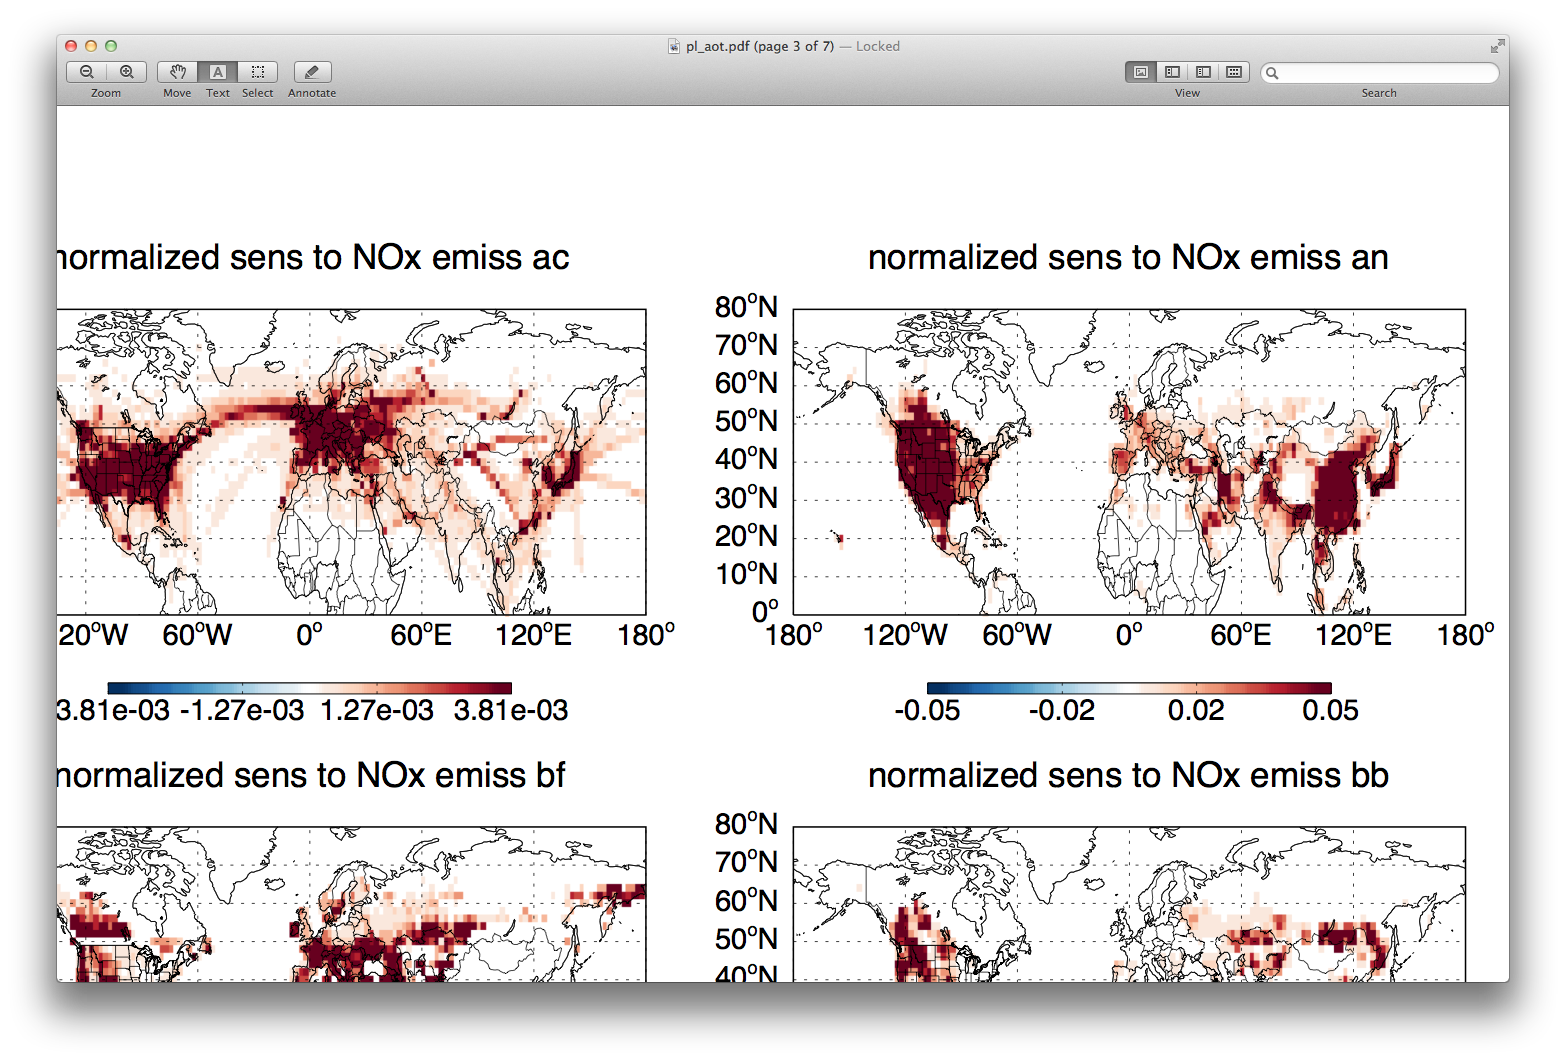 pl_aot.pdf (page 3 of 7) — Locked
Zoom Move Text Select Annotate View Search
normalized sens to NOx emiss ac
20°W 60°W 0° 60°E 120°E 180°
3.81e-03 -1.27e-03 1.27e-03 3.81e-03
normalized sens to NOx emiss an
80°N
70°N
60°N
50°N
40°N
30°N
20°N
10°N
0°
180° 120°W 60°W 0° 60°E 120°E 180°
-0.05 -0.02 0.02 0.05
normalized sens to NOx emiss bf
normalized sens to NOx emiss bb
80°N
70°N
60°N
50°N
40°N